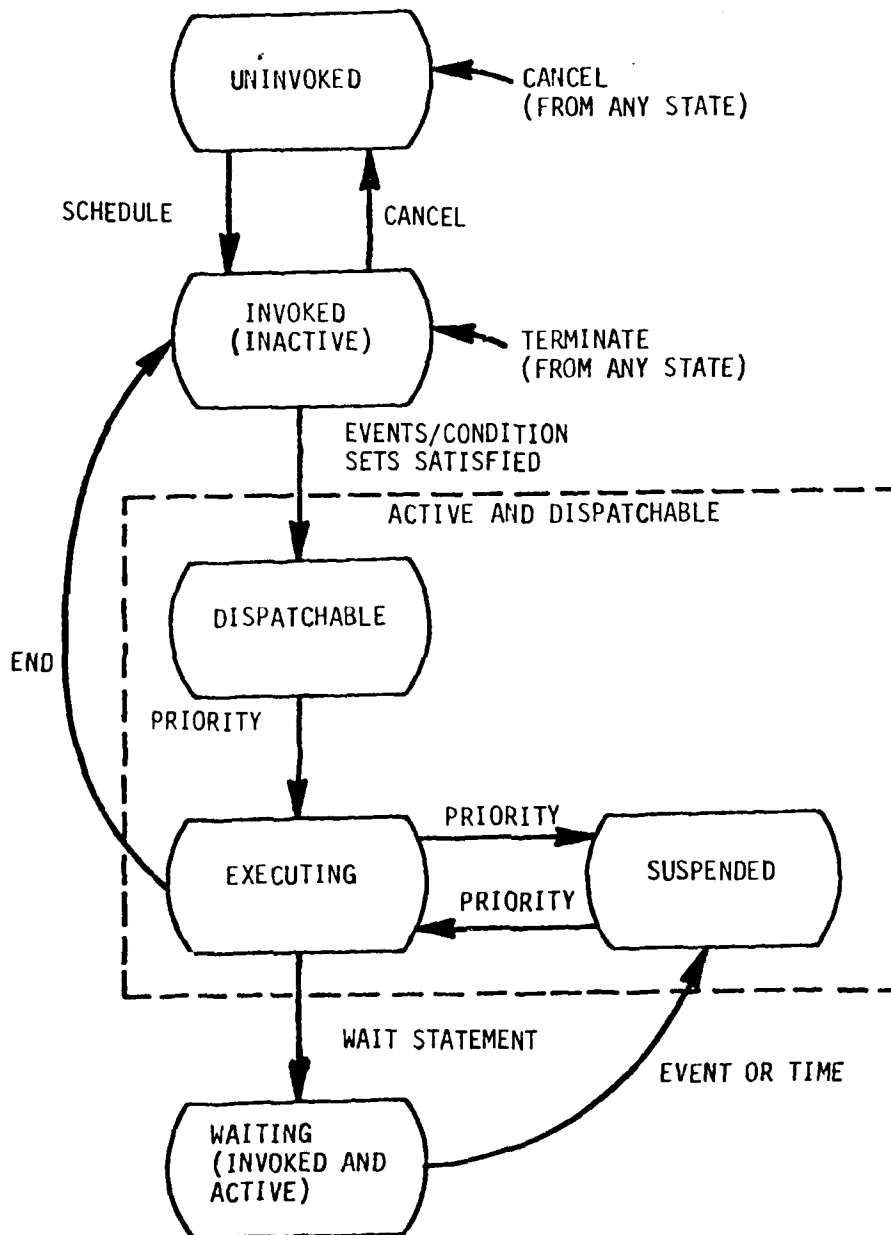 UNINVOKED
CANCEL
(FROM ANY STATE)
SCHEDULE
CANCEL
INVOKED
(INACTIVE)
TERMINATE
(FROM ANY STATE)
EVENTS/CONDITION
SETS SATISFIED
ACTIVE AND DISPATCHABLE
DISPATCHABLE
END
PRIORITY
PRIORITY
EXECUTING
SUSPENDED
PRIORITY
WAIT STATEMENT
EVENT OR TIME
WAITING
(INVOKED AND
ACTIVE)